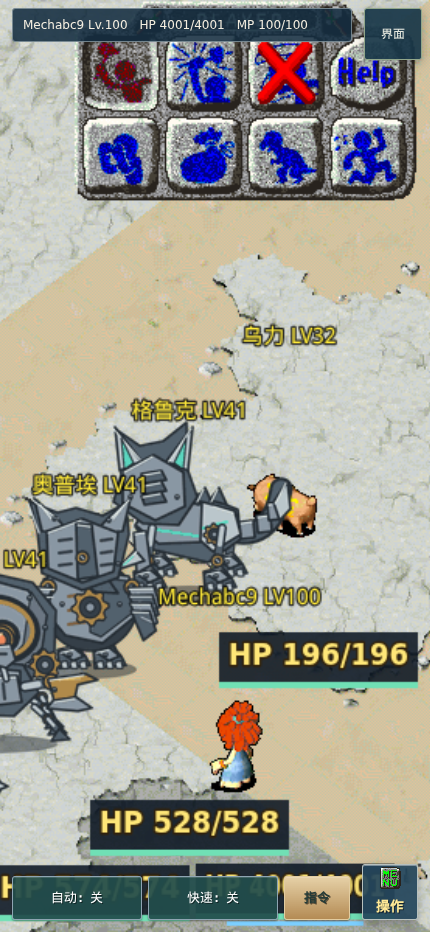 Mechabc9 Lv.100 HP 4001/4001 MP 100/100
界面
Help
乌力 LV32
格鲁克 LV41
奥普埃 LV41
LV41
Mechabc9 LV100
HP 196/196
HP 528/528
自动: 关
快速: 关
指令
操作